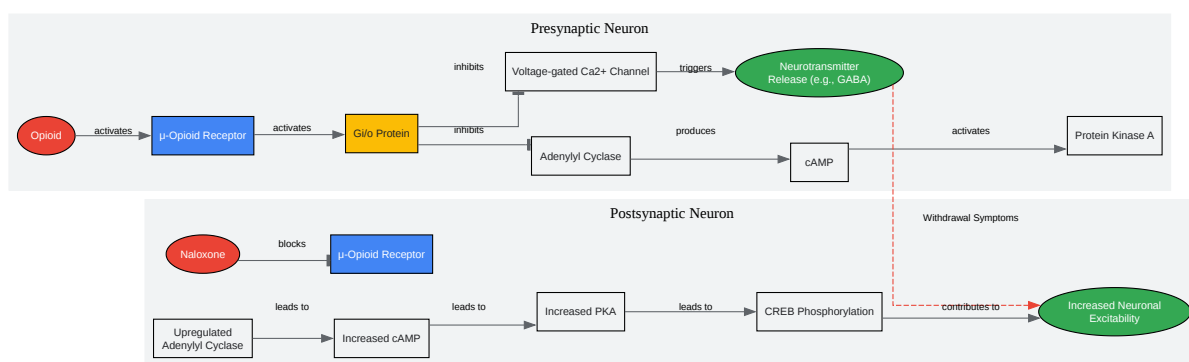 Presynaptic Neuron
inhibits
Voltage-gated Ca2+ Channel
triggers
Neurotransmitter
Release (e.g., GABA)
Opioid
activates
μ-Opioid Receptor
activates
Gi/o Protein
inhibits
Adenylyl Cyclase
produces
cAMP
activates
Protein Kinase A
Postsynaptic Neuron
Withdrawal Symptoms
Naloxone
blocks
μ-Opioid Receptor
Upregulated
Adenylyl Cyclase
leads to
Increased cAMP
leads to
Increased PKA
leads to
CREB Phosphorylation
contributes to
Increased Neuronal
Excitability